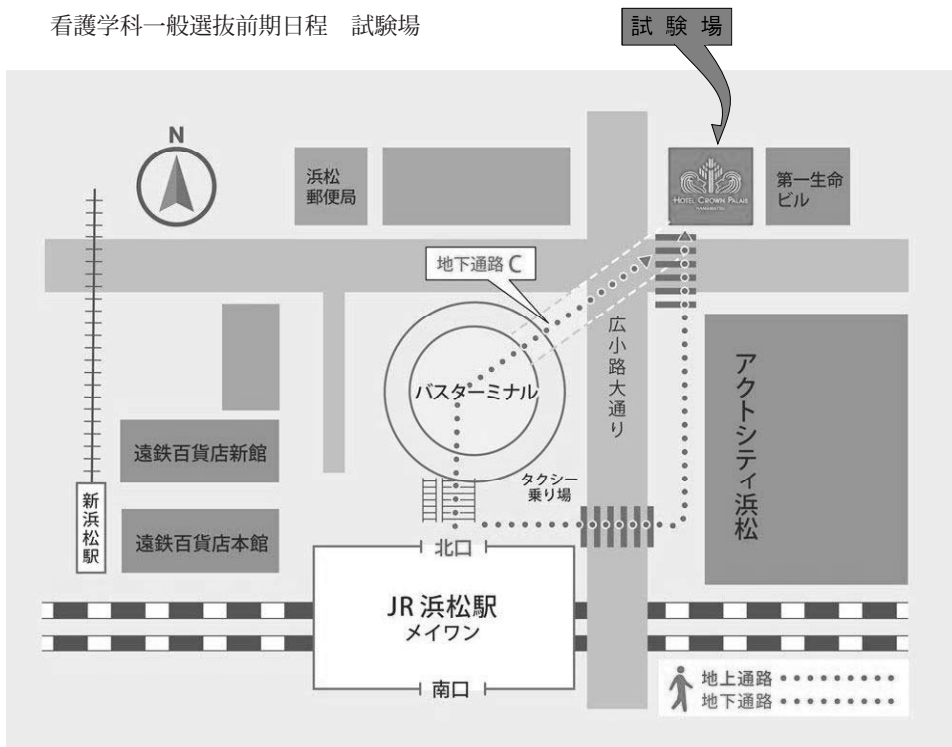 看護学科一般選抜前期日程　試験場
試 験 場
N
浜松
郵便局
HOTEL CROWN PALAIS
HAMAMATSU
第一生命
ビル
地下通路 C
広小路大通り
アクトシティ浜松
バスターミナル
遠鉄百貨店新館
タクシー
乗り場
新浜松駅
遠鉄百貨店本館
北口
JR 浜松駅
メイワン
南口
地上通路
地下通路